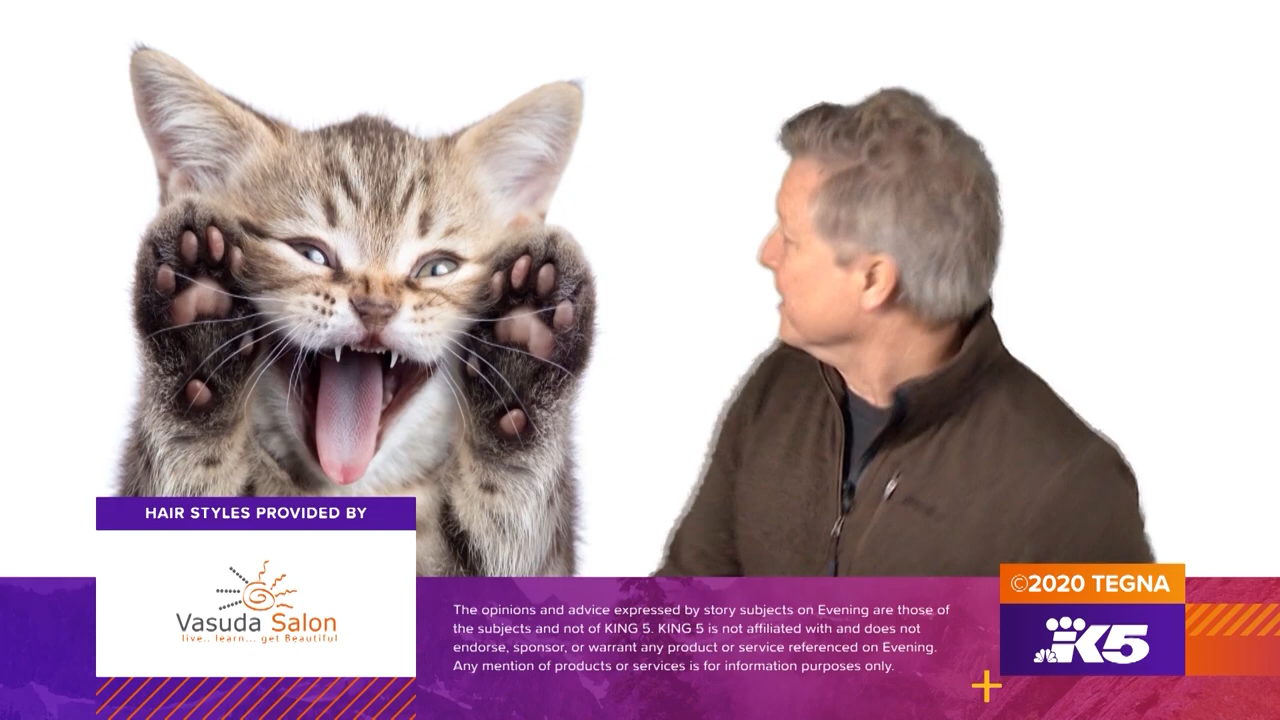 HAIR STYLES PROVIDED BY
Vasuda Salon
live.. learn... get Beautiful
The opinions and advice expressed by story subjects on Evening are those of
the subjects and not of KING 5. KING 5 is not affiliated with and does not
endorse, sponsor, or warrant any product or service referenced on Evening.
Any mention of products or services is for information purposes only.
©2020 TEGNA
K5